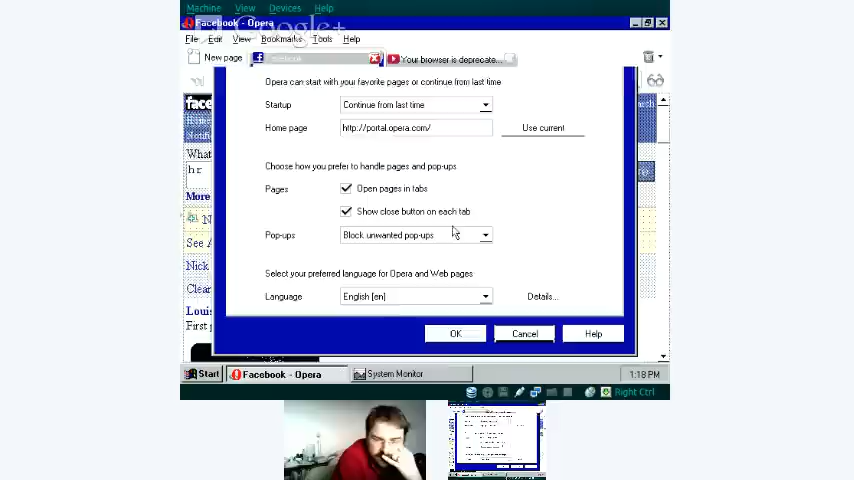 Machine View Devices Help
Google+
Facebook - Opera
File Edit View Bookmarks Tools Help
New page Facebook Your browser is deprecate...
Opera can start with your favorite pages or continue from last time
Startup Continue from last time
Home page http://portal.opera.com/ Use current
Choose how you prefer to handle pages and pop-ups
Pages Open pages in tabs
Show close button on each tab
Pop-ups Block unwanted pop-ups
Select your preferred language for Opera and Web pages
Language English [en] Details...
OK Cancel Help
face
What
hr
More
N
See A
Nick
Clear
Louis
First p
Start Facebook - Opera System Monitor 1:18 PM
Right Ctrl